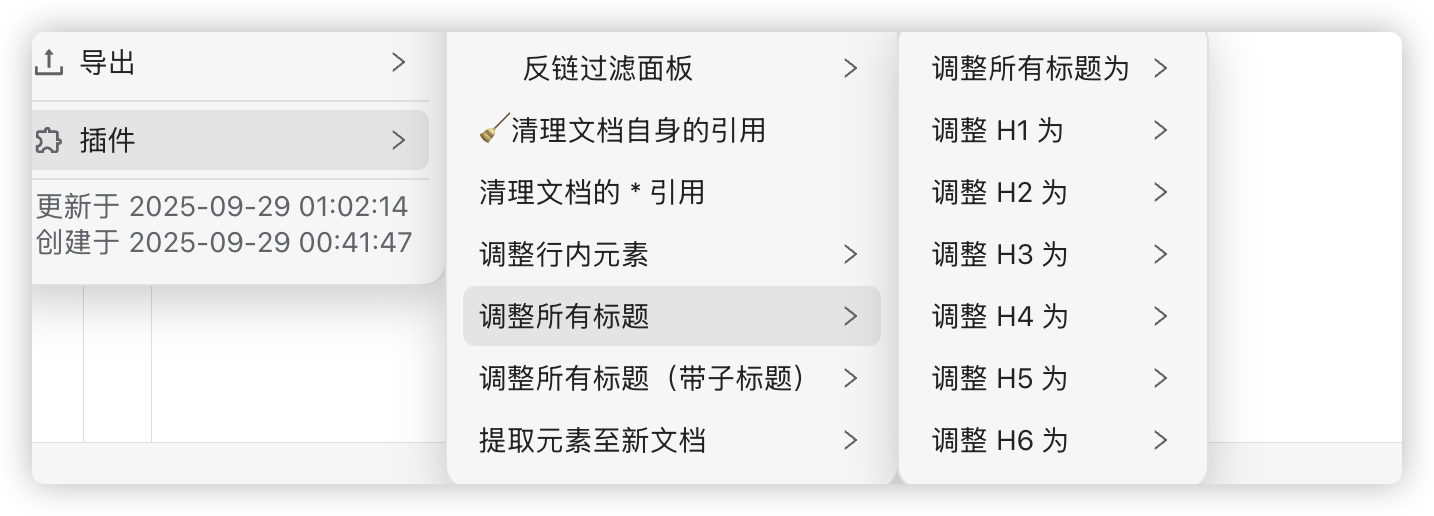 导出
插件
更新于 2025-09-29 01:02:14
创建于 2025-09-29 00:41:47
反链过滤面板
🧹清理文档自身的引用
清理文档的 * 引用
调整行内元素
调整所有标题
调整所有标题（带子标题）
提取元素至新文档
调整所有标题为
调整 H1 为
调整 H2 为
调整 H3 为
调整 H4 为
调整 H5 为
调整 H6 为